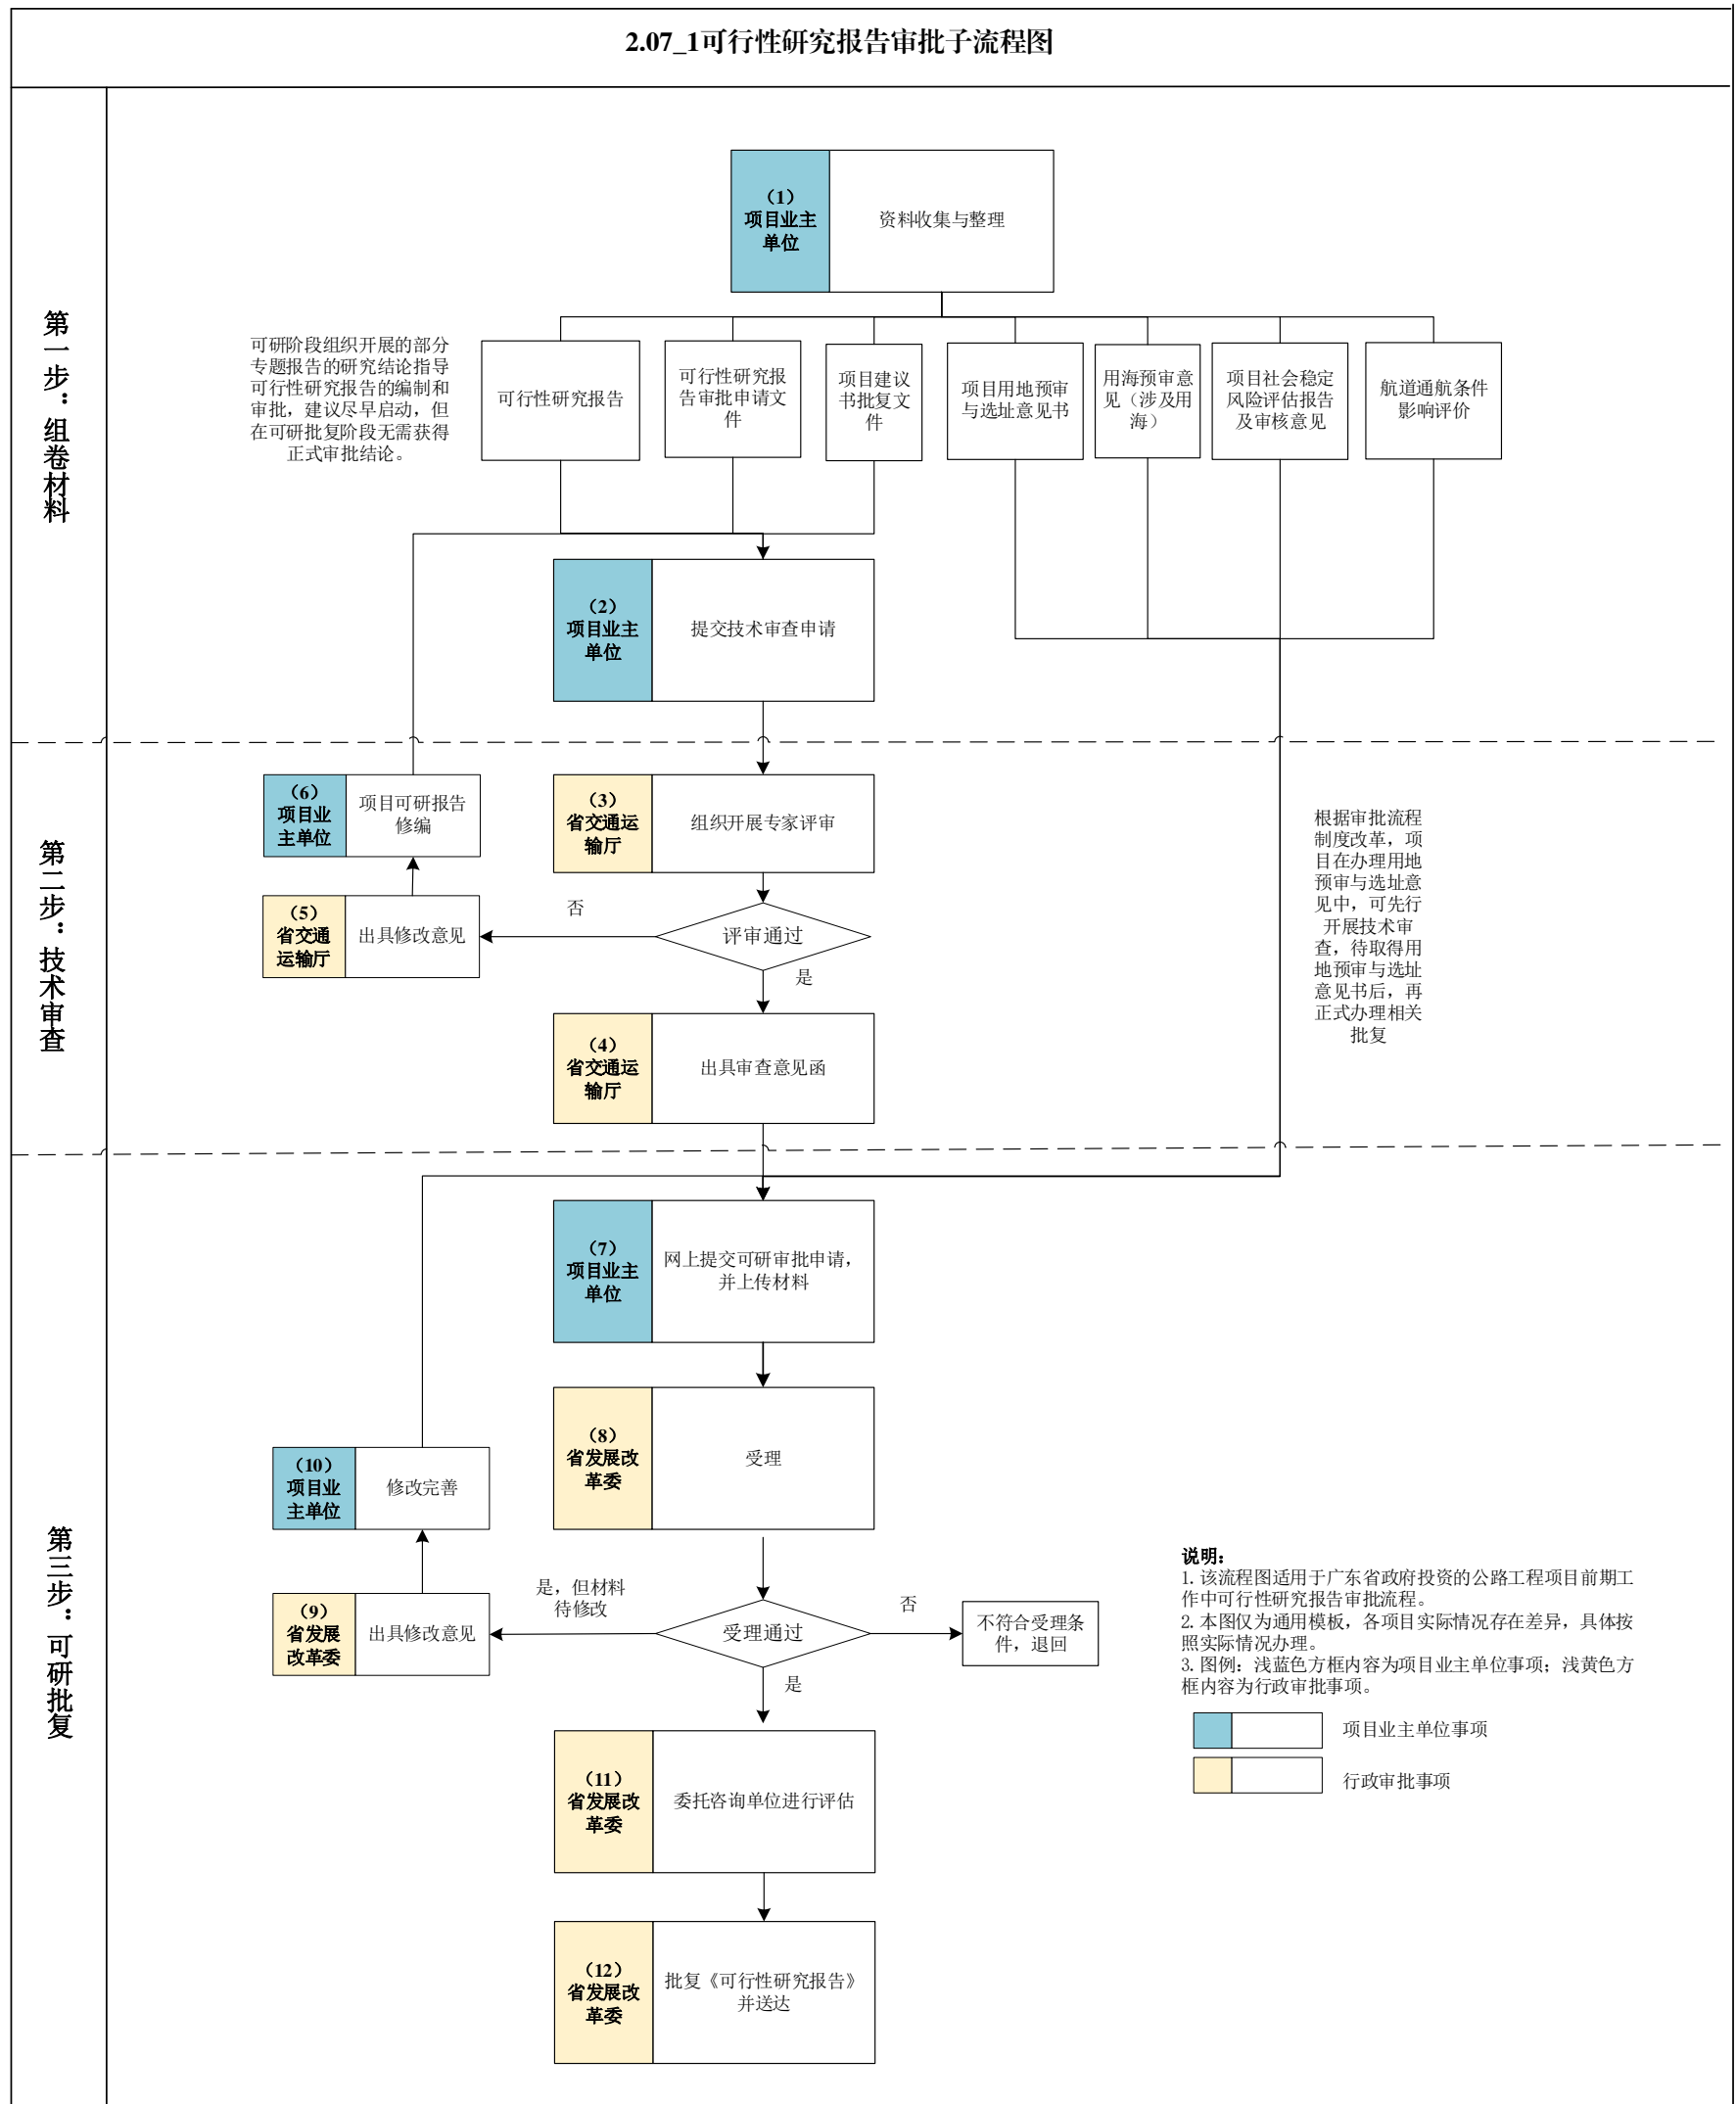 2.07_1可行性研究报告审批子流程图
第一步：组卷材料
（1）
项目业主
单位
资料收集与整理
可研阶段组织开展的部分
专题报告的研究结论指导
可行性研究报告的编制和
审批，建议尽早启动，但
在可研批复阶段无需获得
正式审批结论。
可行性研究报告
可行性研究报
告审批申请文
件
项目建议
书批复文
件
项目用地预审
与选址意见书
用海预审意
见（涉及用
海）
项目社会稳定
风险评估报告
及审核意见
航道通航条件
影响评价
（2）
项目业主
单位
提交技术审查申请
第二步：技术审查
（6）
项目业
主单位
项目可研报告
修编
（3）
省交通运
输厅
组织开展专家评审
（5）
省交通
运输厅
出具修改意见
否
评审通过
是
（4）
省交通运
输厅
出具审查意见函
根据审批流程
制度改革，项
目在办理用地
预审与选址意
见中，可先行
开展技术审
查，待取得用
地预审与选址
意见书后，再
正式办理相关
批复
第三步：可研批复
（7）
项目业主
单位
网上提交可研审批申请，
并上传材料
（8）
省发展改
革委
受理
（10）
项目业
主单位
修改完善
（9）
省发展
改革委
出具修改意见
是，但材料
待修改
受理通过
否
不符合受理条
件，退回
是
（11）
省发展改
革委
委托咨询单位进行评估
（12）
省发展改
革委
批复《可行性研究报告》
并送达
说明：
1. 该流程图适用于广东省政府投资的公路工程项目前期工
作中可行性研究报告审批流程。
2. 本图仅为通用模板，各项目实际情况存在差异，具体按
照实际情况办理。
3. 图例：浅蓝色方框内容为项目业主单位事项；浅黄色方
框内容为行政审批事项。
项目业主单位事项
行政审批事项